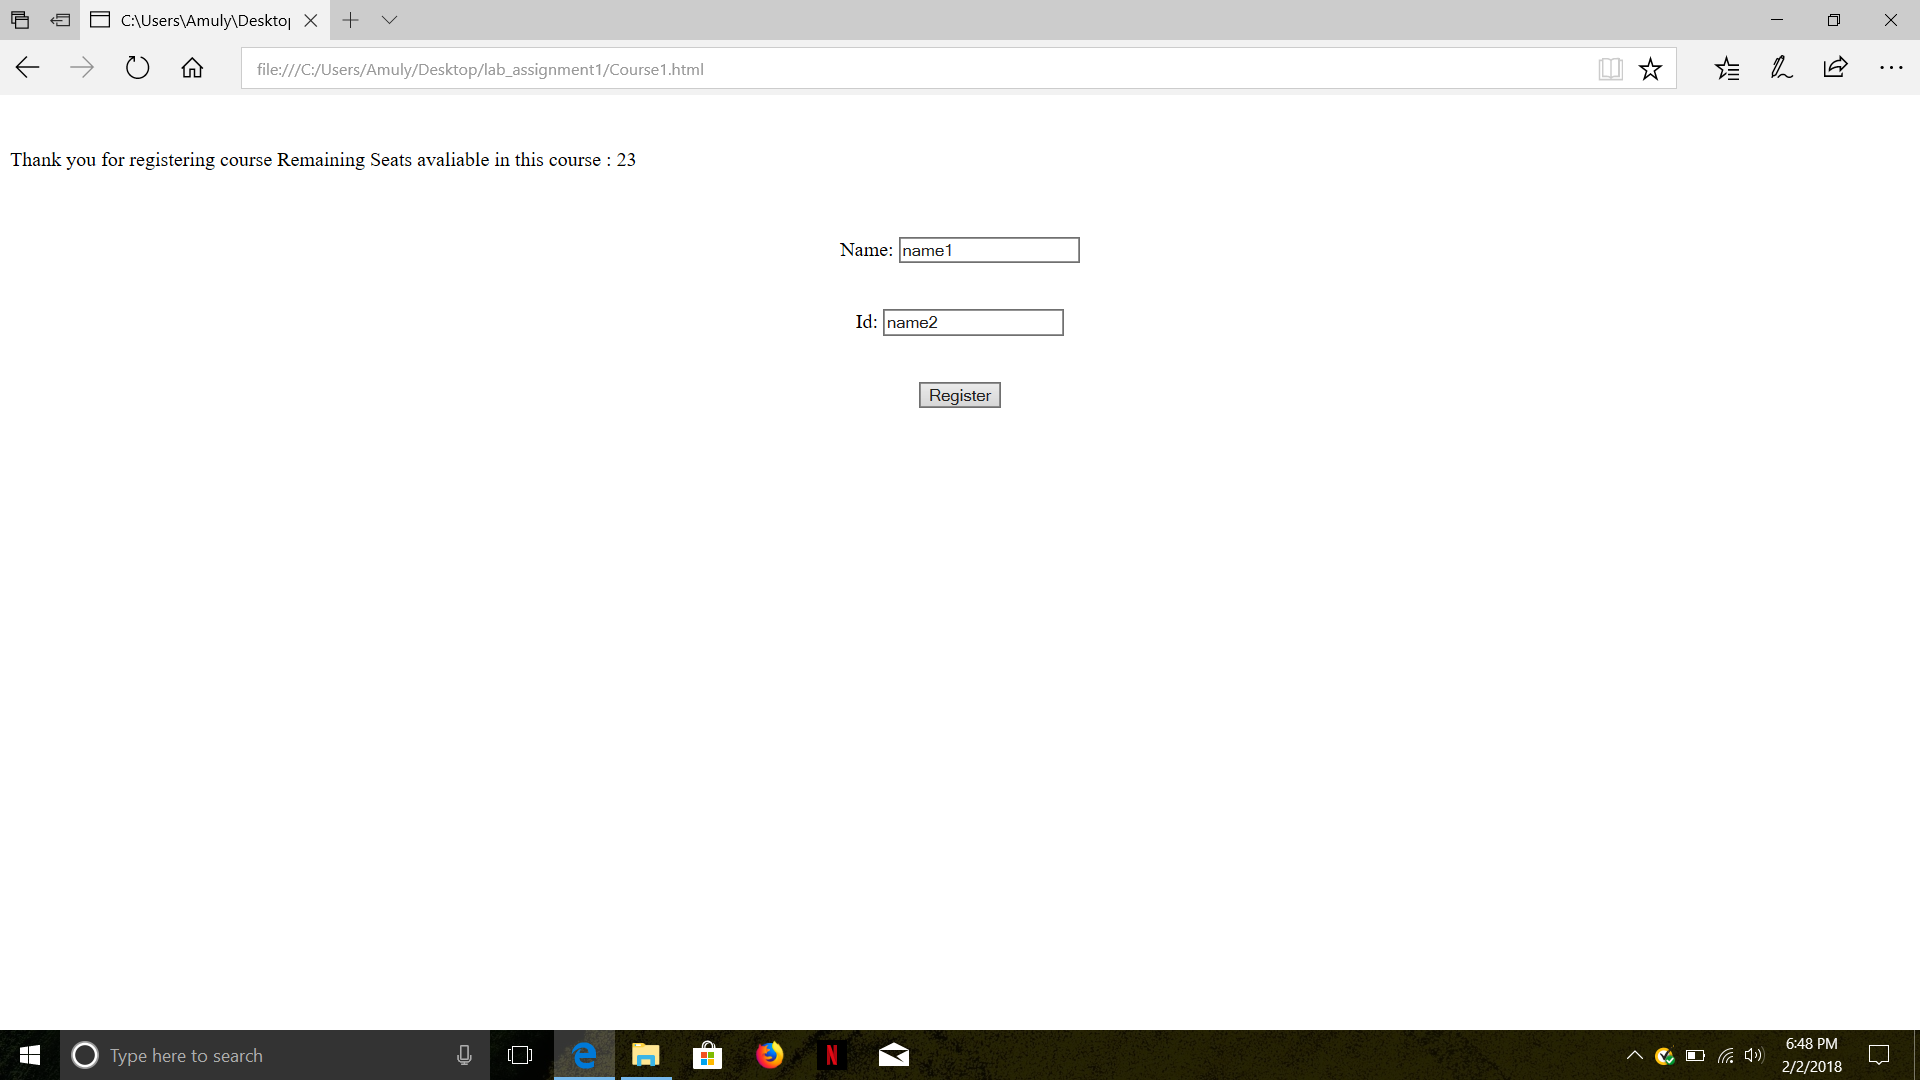 C:\Users\Amuly\Desktop
file:///C:/Users/Amuly/Desktop/lab_assignment1/Course1.html
Thank you for registering course Remaining Seats avaliable in this course : 23
Name: name1
Id: name2
Register
Type here to search
N
6:48 PM
2/2/2018